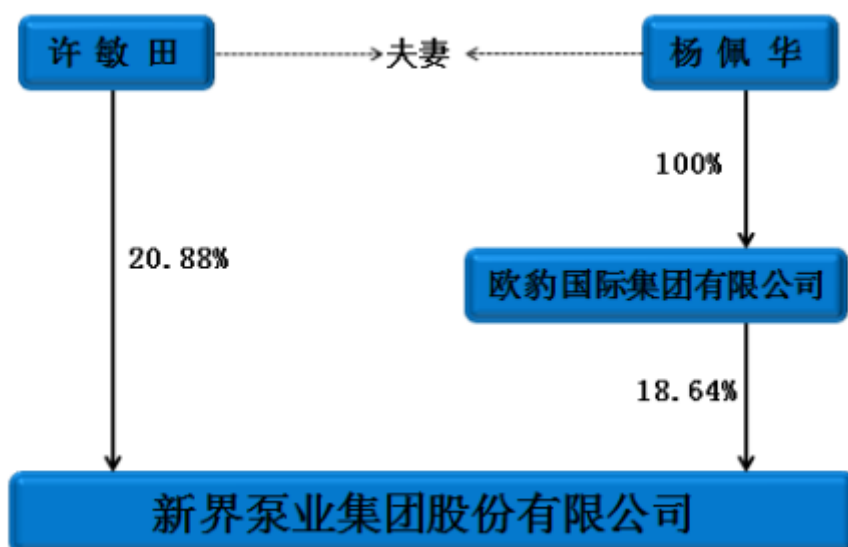 许敏田
夫妻
杨佩华
100%
20.88%
欧豹国际集团有限公司
18.64%
新界泵业集团股份有限公司